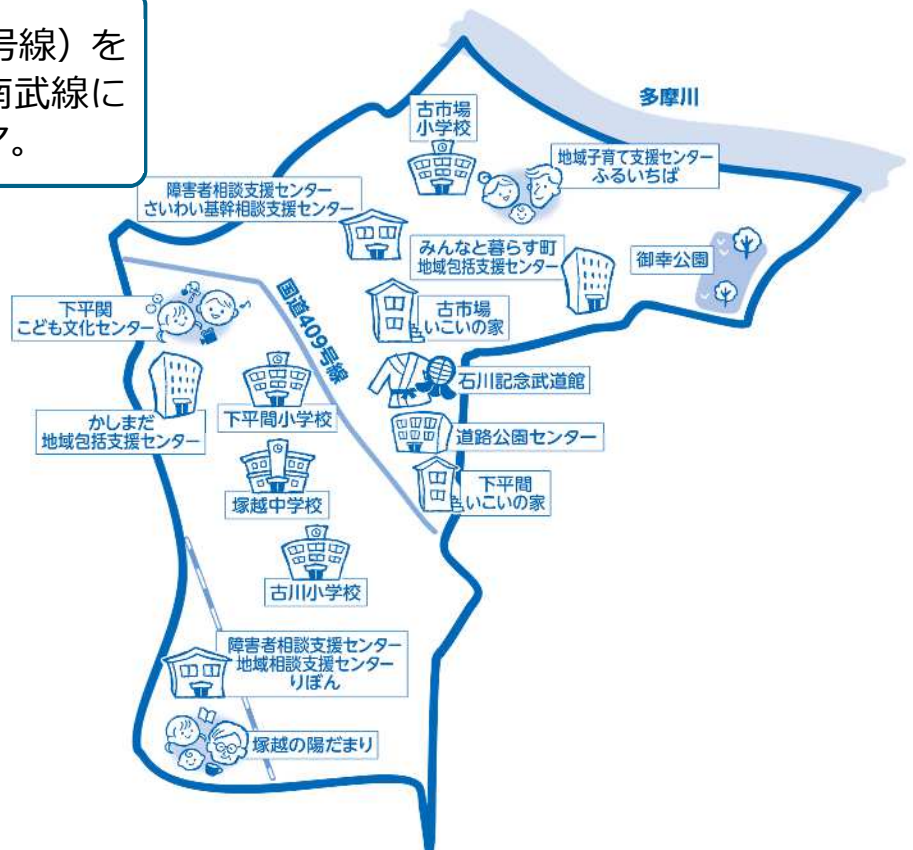 号線）を
南武線に
ア。
多摩川
古市場
小学校
地域子育て支援センター
ふるいちば
障害者相談支援センター
さいわい基幹相談支援センター
みんなと暮らす町
地域包括支援センター
御幸公園
国道409号線
下平関
こども文化センター
古市場
いこいの家
石川記念武道館
かしまだ
地域包括支援センター
下平間小学校
道路公園センター
塚越中学校
下平間
いこいの家
古川小学校
障害者相談支援センター
地域相談支援センター
りぼん
塚越の陽だまり